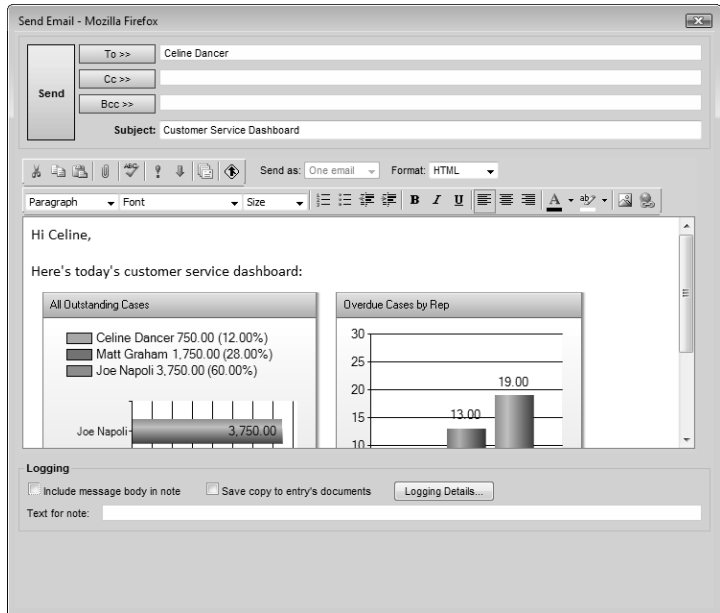 Send Email - Mozilla Firefox
Send
To >> Celine Dancer
Cc >>
Bcc >>
Subject: Customer Service Dashboard
ABC Send as: One email Format: HTML
Paragraph Font Size B I U A ab
Hi Celine,
Here's today's customer service dashboard:
All Outstanding Cases
Celine Dancer 750.00 (12.00%)
Matt Graham 1,750.00 (28.00%)
Joe Napoli 3,750.00 (60.00%)
Joe Napoli 3,750.00
Overdue Cases by Rep
30
25
20
19.00
15
13.00
10
Logging
Include message body in note Save copy to entry's documents Logging Details...
Text for note: